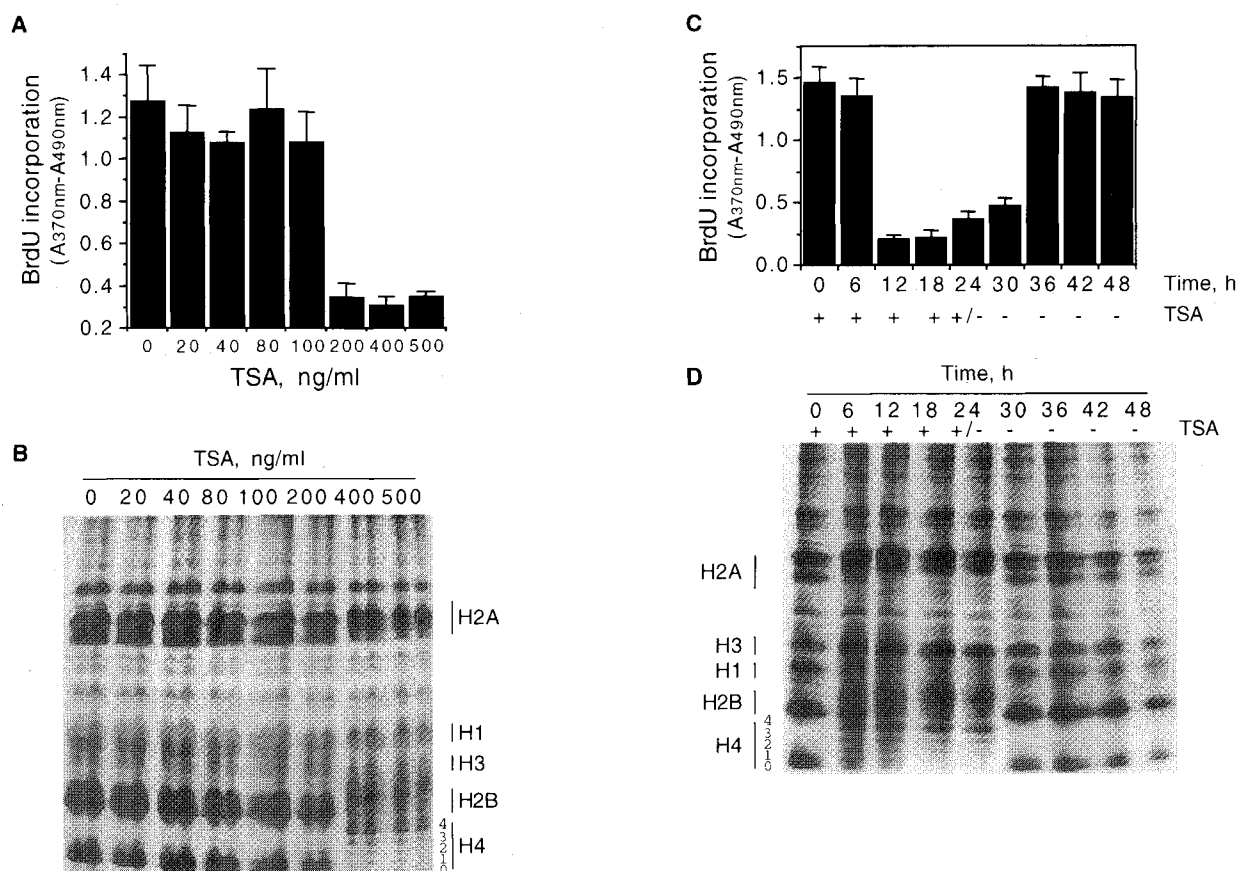 A
BrdU incorporation
(A370nm-A490nm)
1.4
1.2
1.0
0.8
0.6
0.4
0.2
0 20 40 80 100 200 400 500
TSA, ng/ml
B
TSA, ng/ml
0 20 40 80 100 200 400 500
H2A
H1
H3
H2B
H4
4
3
2
1
0
C
BrdU incorporation
(A370nm-A490nm)
1.5
1.0
0.5
0.0
0 6 12 18 24 30 36 42 48 Time, h
+ + + + +/- - - - - TSA
D
Time, h
0 6 12 18 24 30 36 42 48
+ + + + +/- - - - - TSA
H2A
H3
H1
H2B
H4
4
3
2
1
0